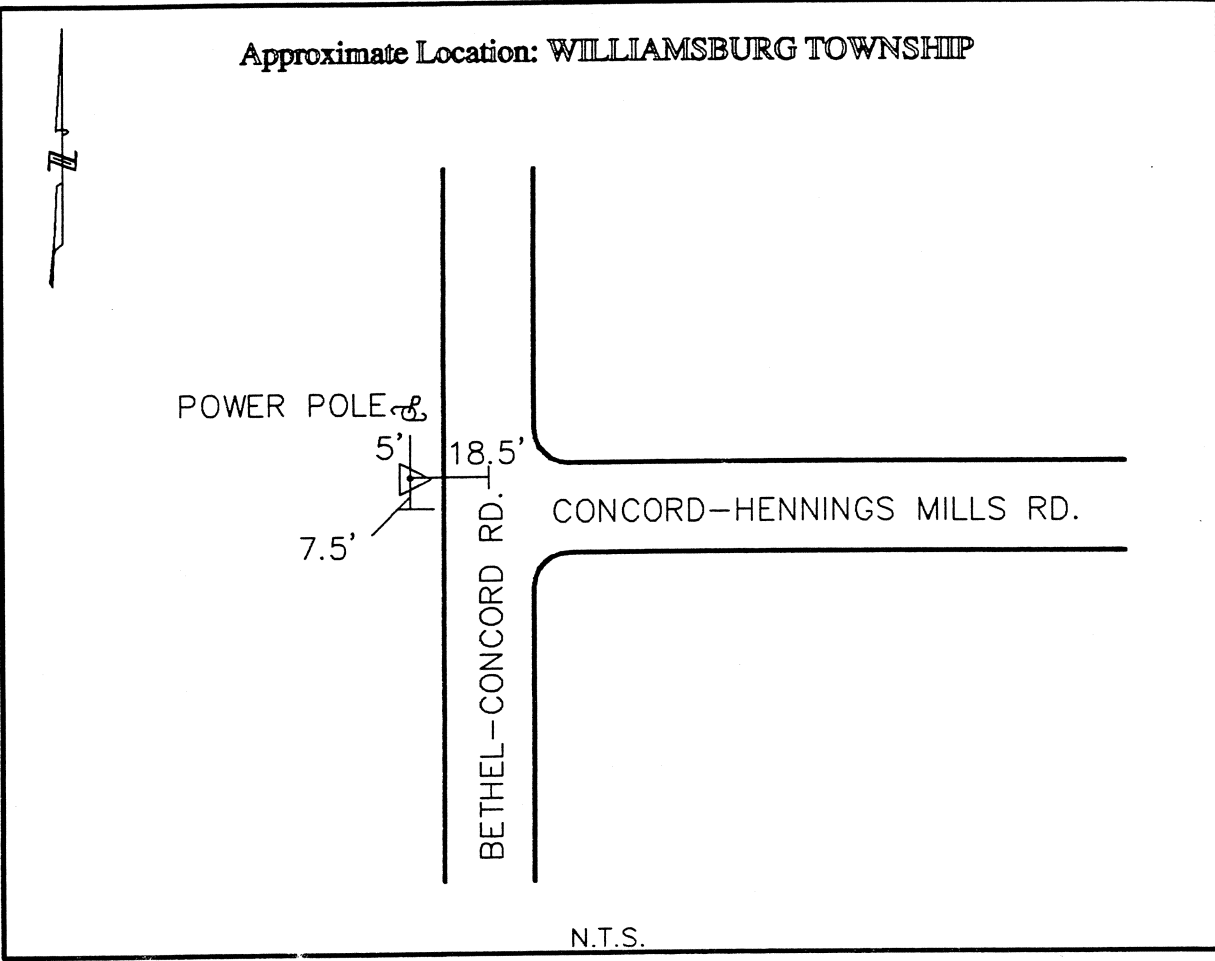 Approximate Location: WILLIAMSBURG TOWNSHIP
N
POWER POLE
5'
18.5'
CONCORD-HENNINGS MILLS RD.
7.5'
BETHEL-CONCORD RD.
N.T.S.